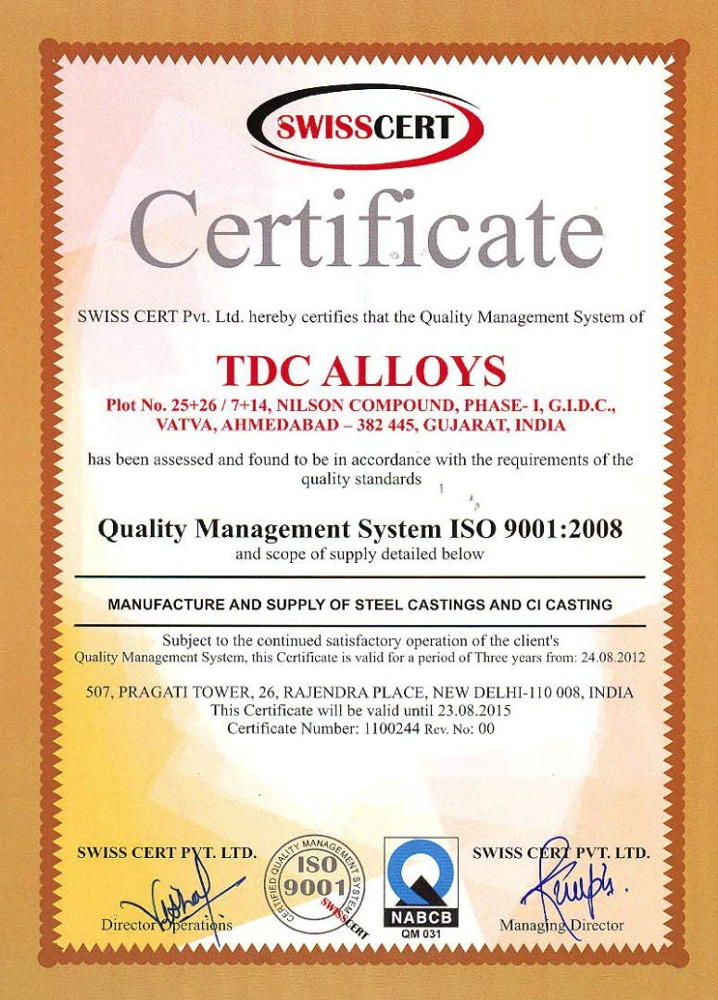 SWISSCERT
Certificate
SWISS CERT Pvt. Ltd. hereby certifies that the Quality Management System of
TDC ALLOYS
Plot No. 25+26 / 7+14, NILSON COMPOUND, PHASE- I, G.I.D.C.,
VATVA, AHMEDABAD – 382 445, GUJARAT, INDIA
has been assessed and found to be in accordance with the requirements of the
quality standards
Quality Management System ISO 9001:2008
and scope of supply detailed below
MANUFACTURE AND SUPPLY OF STEEL CASTINGS AND CI CASTING
Subject to the continued satisfactory operation of the client's
Quality Management System, this Certificate is valid for a period of Three years from: 24.08.2012
507, PRAGATI TOWER, 26, RAJENDRA PLACE, NEW DELHI-110 008, INDIA
This Certificate will be valid until 23.08.2015
Certificate Number: 1100244 Rev. No: 00
SWISS CERT PVT. LTD.
Director Operations
CERTIFIED QUALITY MANAGEMENT SYSTEM
ISO
9001
SWISSCERT
NABCB
QM 031
SWISS CERT PVT. LTD.
Managing Director